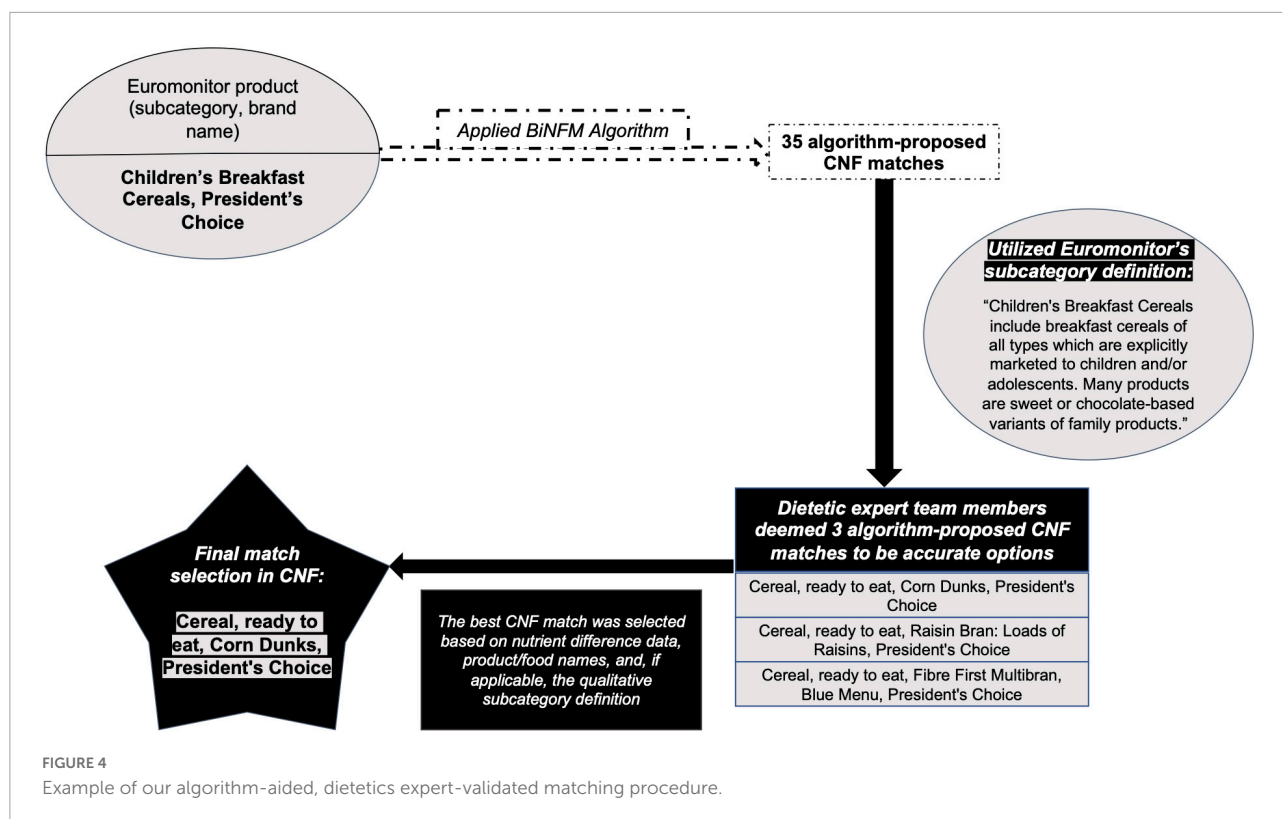 Euromonitor product
(subcategory, brand
name)
Children's Breakfast
Cereals, President's
Choice
Applied BiNFM Algorithm
35 algorithm-proposed
CNF matches
Utilized Euromonitor's
subcategory definition:
“Children's Breakfast Cereals
include breakfast cereals of
all types which are explicitly
marketed to children and/or
adolescents. Many products
are sweet or chocolate-based
variants of family products.”
Dietetic expert team members
deemed 3 algorithm-proposed CNF
matches to be accurate options
Cereal, ready to eat, Corn Dunks, President's
Choice
Cereal, ready to eat, Raisin Bran: Loads of
Raisins, President's Choice
Cereal, ready to eat, Fibre First Multibran,
Blue Menu, President's Choice
The best CNF match was selected
based on nutrient difference data,
product/food names, and, if
applicable, the qualitative
subcategory definition
Final match
selection in CNF:
Cereal, ready to
eat, Corn Dunks,
President's Choice
FIGURE 4
Example of our algorithm-aided, dietetics expert-validated matching procedure.